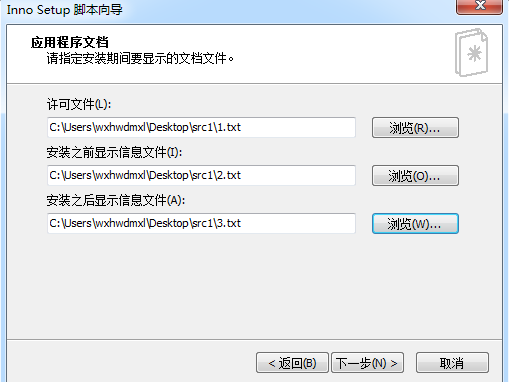 Inno Setup 脚本向导
应用程序文档
请指定安装期间要显示的文档文件。
许可文件(L):
C:\Users\wxhwdmxl\Desktop\src1\1.txt
浏览(R)...
安装之前显示信息文件(I):
C:\Users\wxhwdmxl\Desktop\src1\2.txt
浏览(O)...
安装之后显示信息文件(A):
C:\Users\wxhwdmxl\Desktop\src1\3.txt
浏览(W)...
< 返回(B)
下一步(N) >
取消